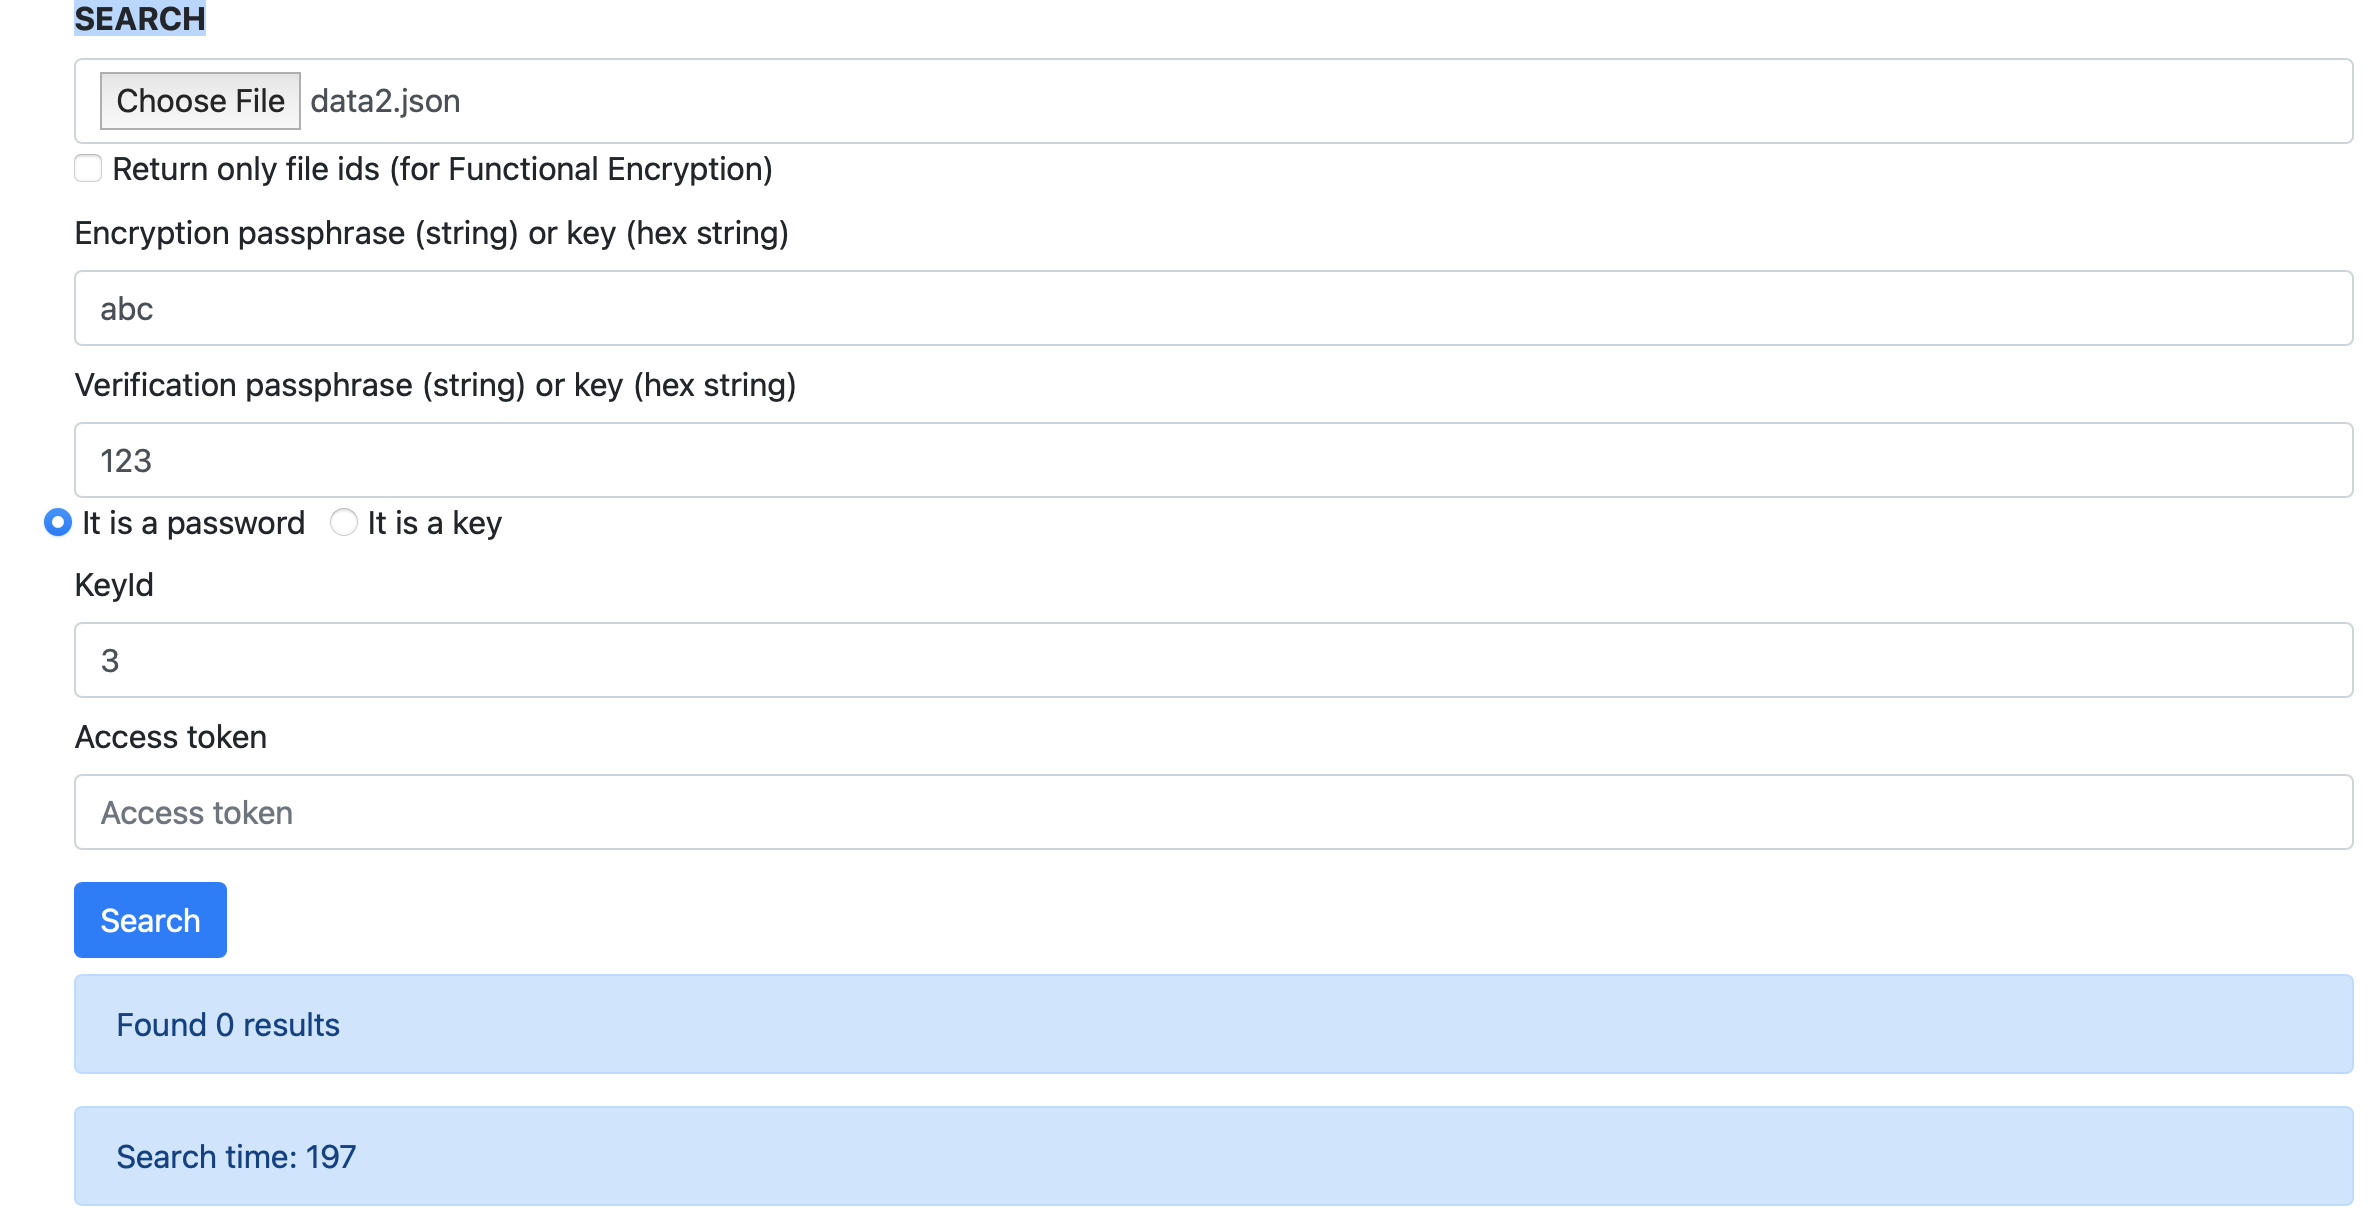 SEARCH
Choose File data2.json
Return only file ids (for Functional Encryption)
Encryption passphrase (string) or key (hex string)
abc
Verification passphrase (string) or key (hex string)
123
It is a password It is a key
KeyId
3
Access token
Access token
Search
Found 0 results
Search time: 197